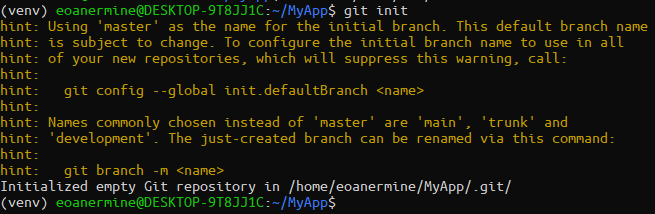 (venv) eoanermine@DESKTOP-9T8JJ1C:~/MyApp$ git init
hint: Using 'master' as the name for the initial branch. This default branch name
hint: is subject to change. To configure the initial branch name to use in all
hint: of your new repositories, which will suppress this warning, call:
hint:
hint:   git config --global init.defaultBranch <name>
hint:
hint: Names commonly chosen instead of 'master' are 'main', 'trunk' and
hint: 'development'. The just-created branch can be renamed via this command:
hint:
hint:   git branch -m <name>
Initialized empty Git repository in /home/eoanermine/MyApp/.git/
(venv) eoanermine@DESKTOP-9T8JJ1C:~/MyApp$